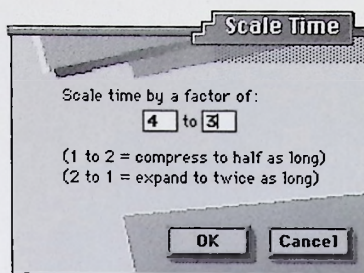 Scale Time
Scale time by a factor of:
4 to 3
(1 to 2 = compress to half as long)
(2 to 1 = expand to twice as long)
OK Cancel